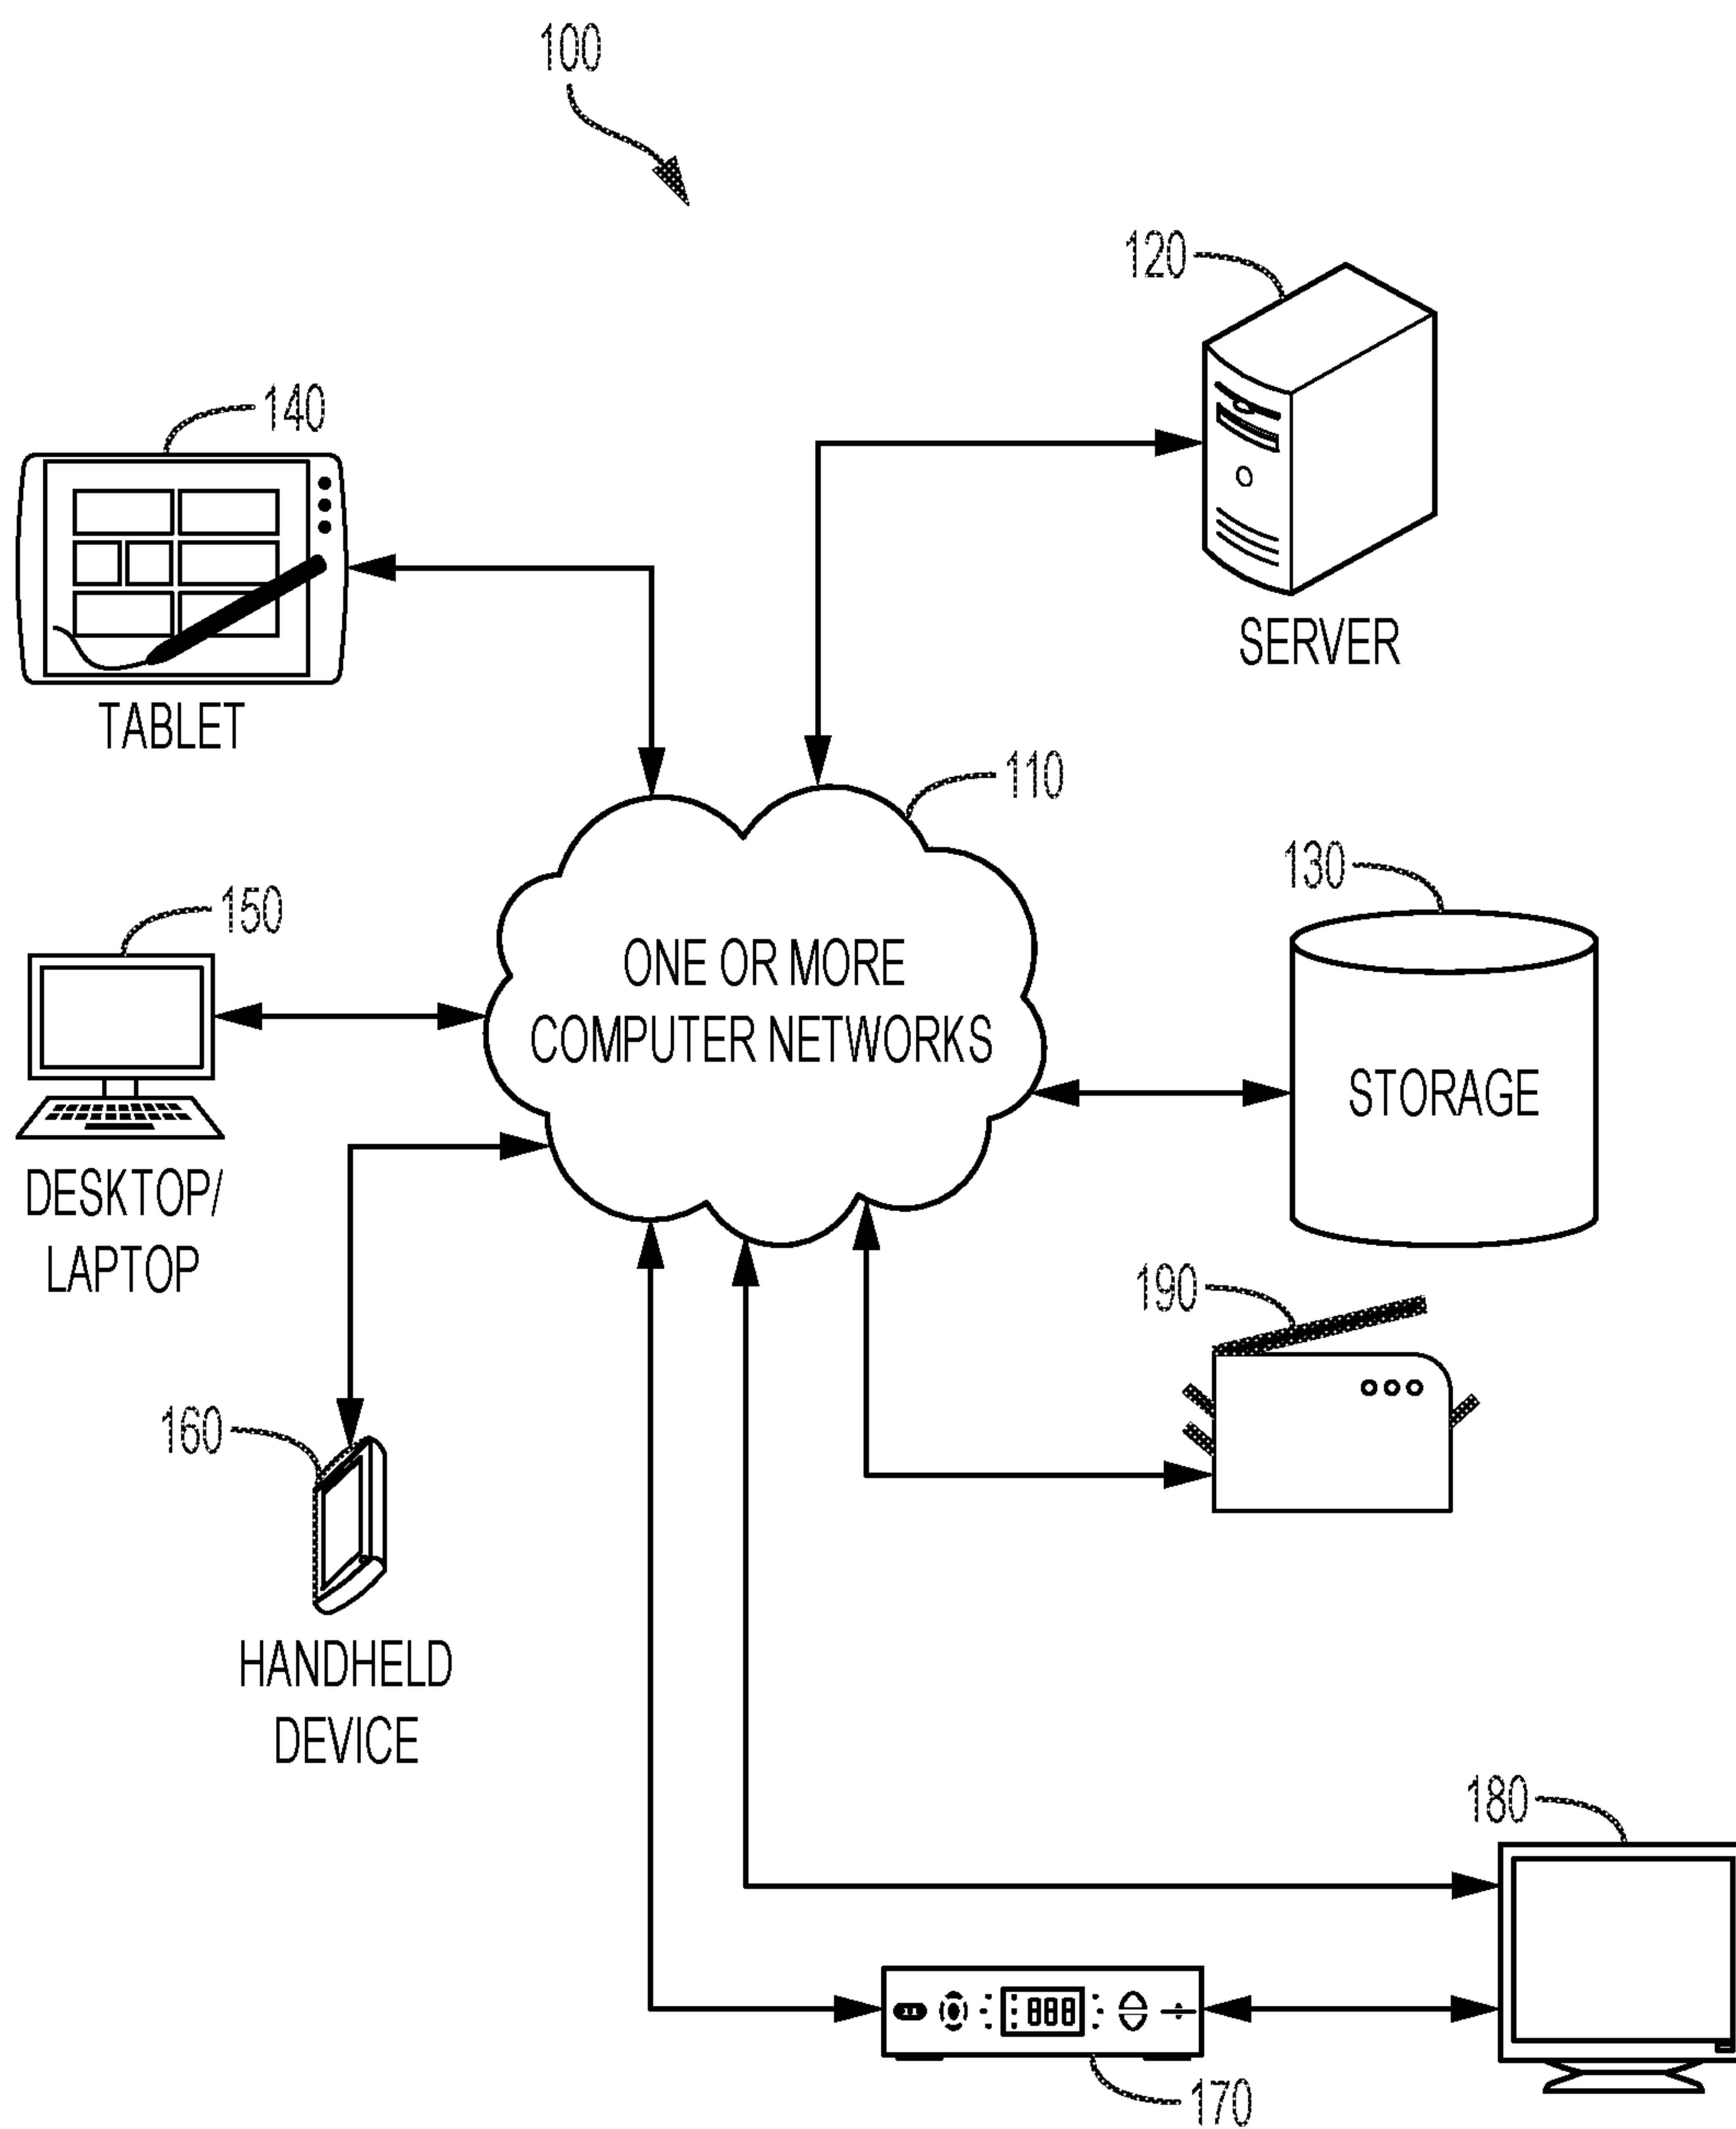 100
120
140
SERVER
TABLET
110
130
150
ONE OR MORE
COMPUTER NETWORKS
STORAGE
DESKTOP/
LAPTOP
190
160
HANDHELD
DEVICE
180
888
170